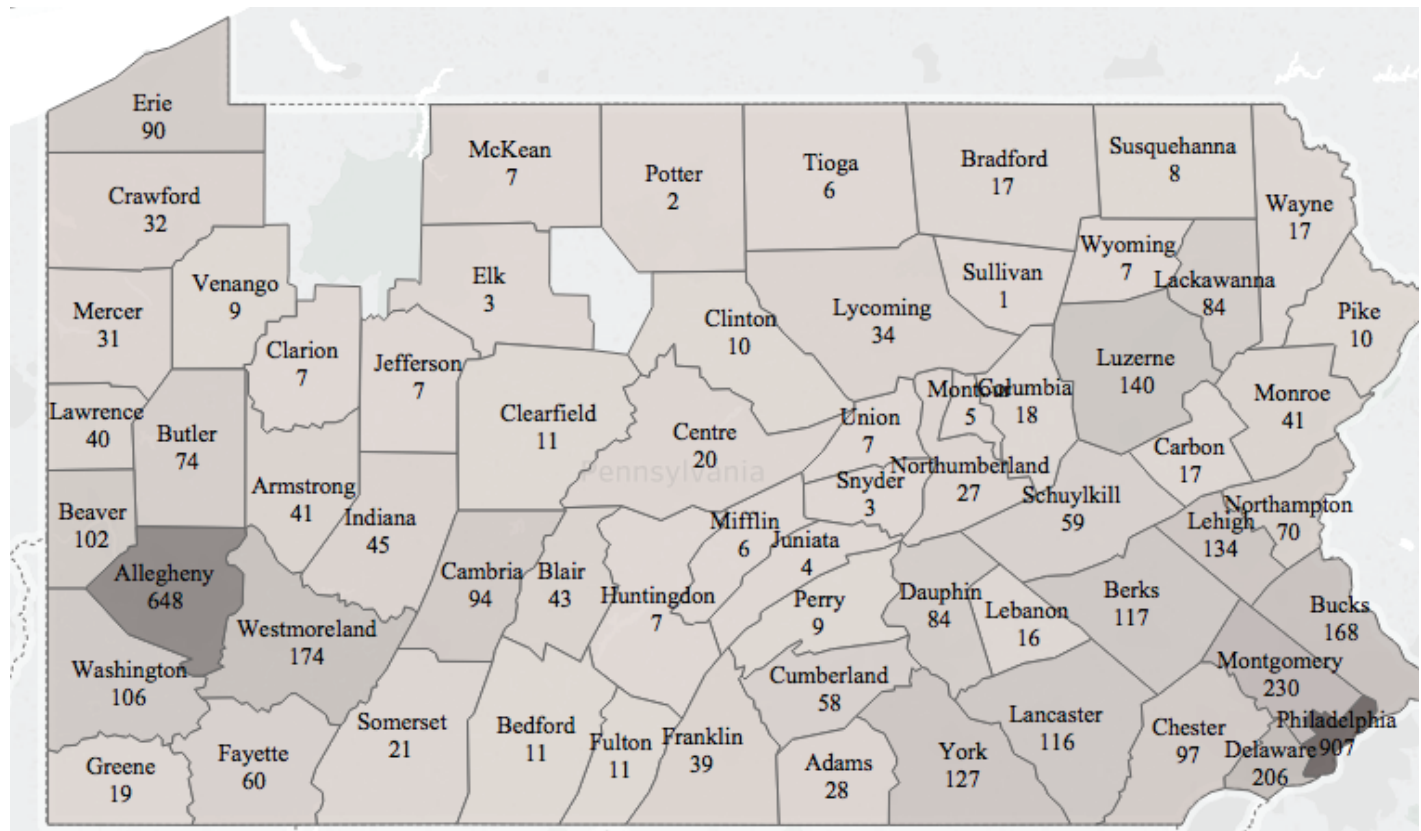 Erie
90
McKean
7
Potter
2
Tioga
6
Bradford
17
Susquehanna
8
Crawford
32
Wayne
17
Venango
9
Elk
3
Sullivan
1
Wyoming
7
Lackawanna
84
Mercer
31
Clinton
10
Lycoming
34
Pike
10
Clarion
7
Jefferson
7
Luzerne
140
Monroe
41
Lawrence
40
Butler
74
Clearfield
11
Centre
20
Union
7
Montour
5
Columbia
18
Carbon
17
Pennsylvania
Armstrong
41
Indiana
45
Snyder
3
Northumberland
27
Schuylkill
59
Northampton
70
Lehigh
134
Beaver
102
Allegheny
648
Cambria
94
Blair
43
Huntingdon
7
Mifflin
6
Juniata
4
Perry
9
Dauphin
84
Lebanon
16
Berks
117
Bucks
168
Westmoreland
174
Washington
106
Cumberland
58
Montgomery
230
Greene
19
Fayette
60
Somerset
21
Bedford
11
Fulton
11
Franklin
39
Adams
28
York
127
Lancaster
116
Chester
97
Delaware
206
Philadelphia
907